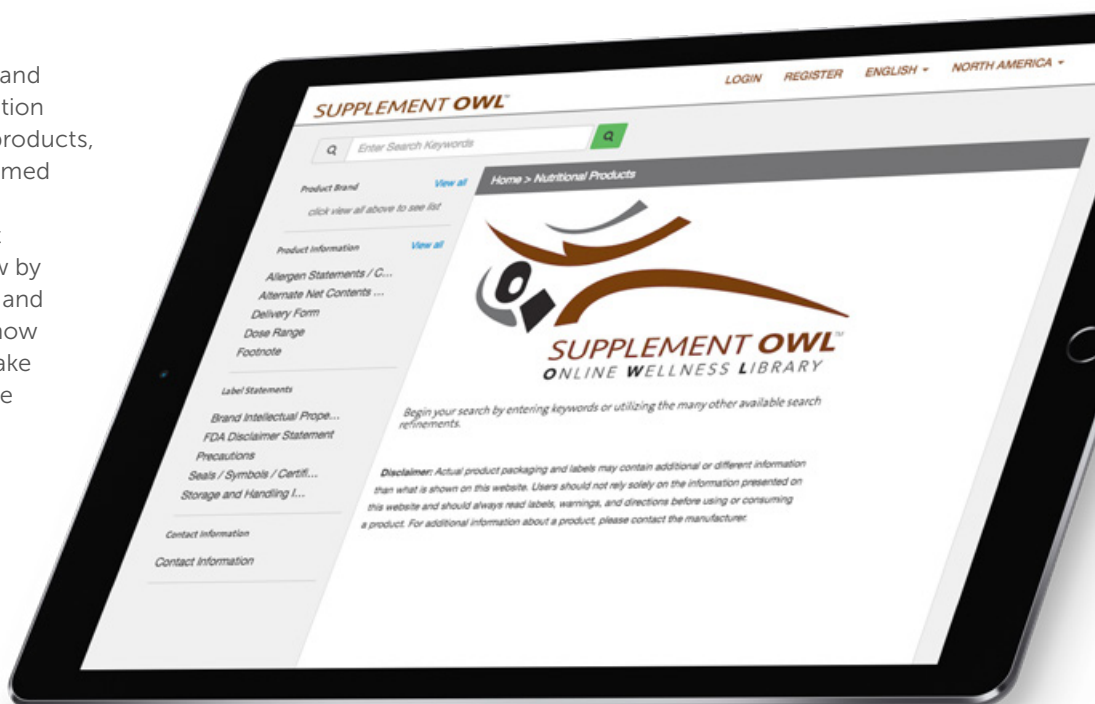 and
tion
products,
med
w by
and
now
ake
e
SUPPLEMENT OWL™
LOGIN REGISTER ENGLISH NORTH AMERICA
Enter Search Keywords
Product Brand View all
click view all above to see list
Product Information View all
Allergen Statements / C...
Alternate Net Contents ...
Delivery Form
Dose Range
Footnote
Label Statements
Brand Intellectual Prope...
FDA Disclaimer Statement
Precautions
Seals / Symbols / Certifi...
Storage and Handling I...
Contact Information
Contact Information
Home > Nutritional Products
SUPPLEMENT OWL™
ONLINE WELLNESS LIBRARY
Begin your search by entering keywords or utilizing the many other available search
refinements.
Disclaimer: Actual product packaging and labels may contain additional or different information
than what is shown on this website. Users should not rely solely on the information presented on
this website and should always read labels, warnings, and directions before using or consuming
a product. For additional information about a product, please contact the manufacturer.